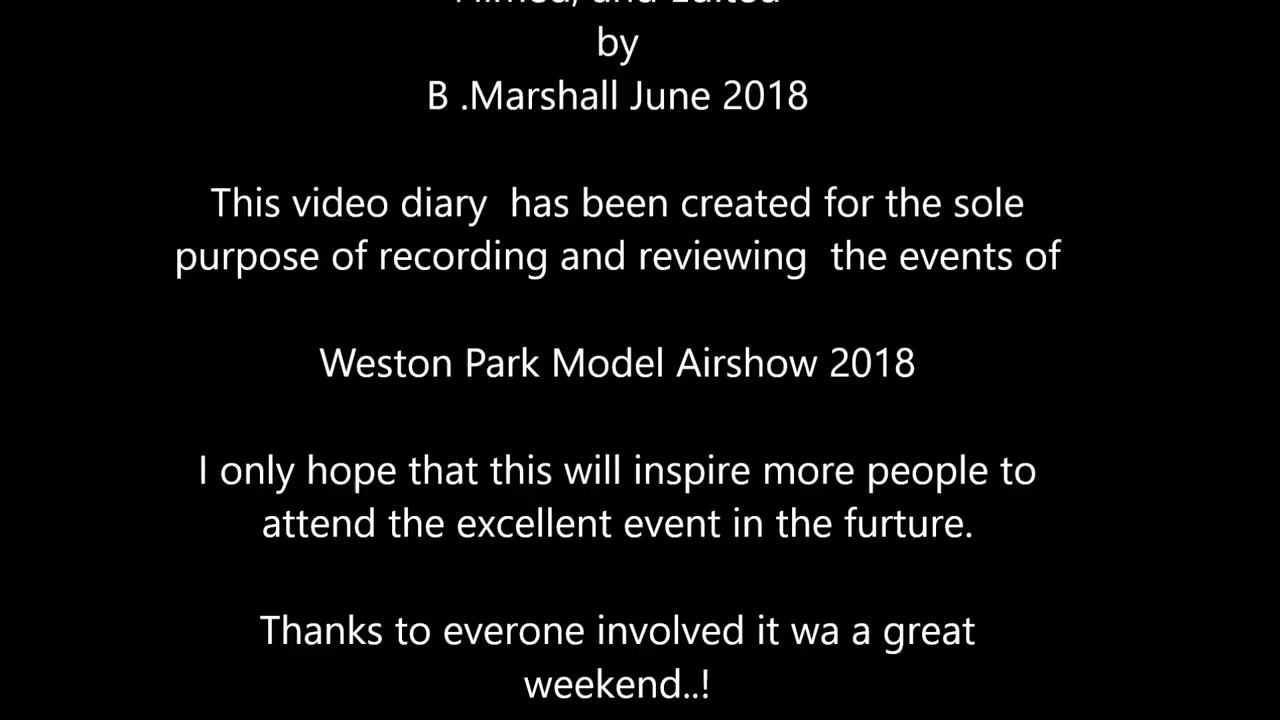 and Edited
by
B .Marshall June 2018
This video diary  has been created for the sole
purpose of recording and reviewing  the events of
Weston Park Model Airshow 2018
I only hope that this will inspire more people to
attend the excellent event in the furture.
Thanks to everone involved it wa a great
weekend..!